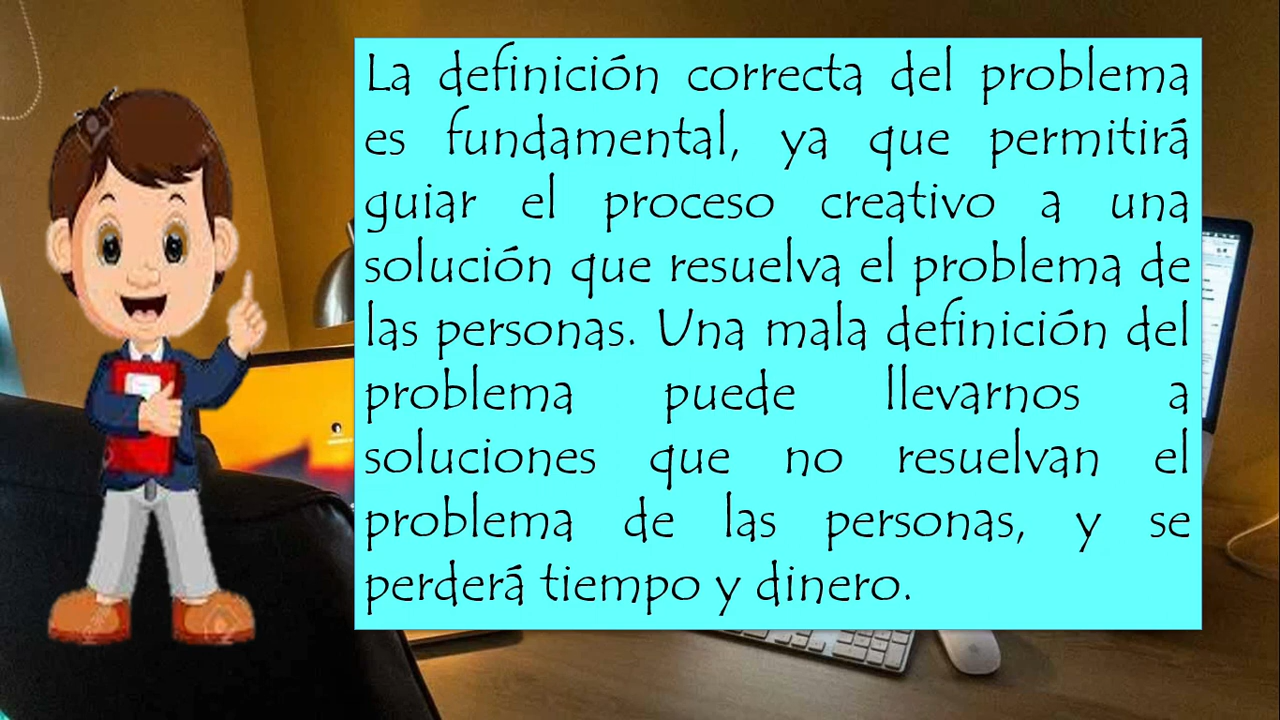 La definición correcta del problema
es fundamental, ya que permitirá
guiar el proceso creativo a una
solución que resuelva el problema de
las personas. Una mala definición del
problema puede llevarnos a
soluciones que no resuelvan el
problema de las personas, y se
perderá tiempo y dinero.